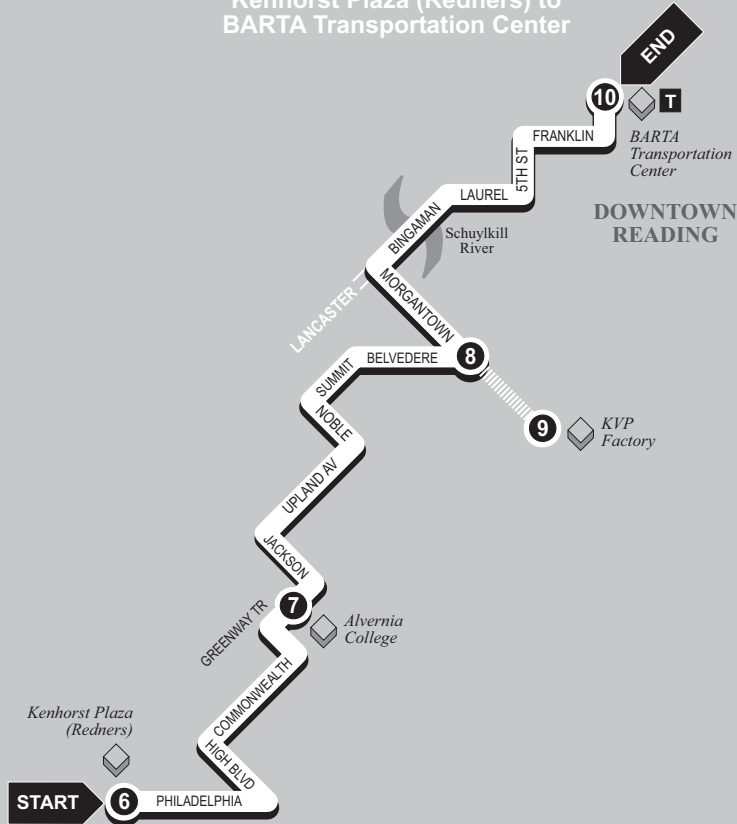 Kenhorst Plaza (Redners) to
BARTA Transportation Center
END
10
T
FRANKLIN
BARTA
Transportation
Center
5TH ST
LAUREL
DOWNTOWN
READING
BINGAMAN
Schuylkill
River
LANCASTER
MORGANTOWN
BELVEDERE
8
SUMMIT
NOBLE
9
KVP
Factory
UPLAND AV
JACKSON
7
GREENWAY TR
Alvernia
College
COMMONWEALTH
Kenhorst Plaza
(Redners)
HIGH BLVD
START
6
PHILADELPHIA